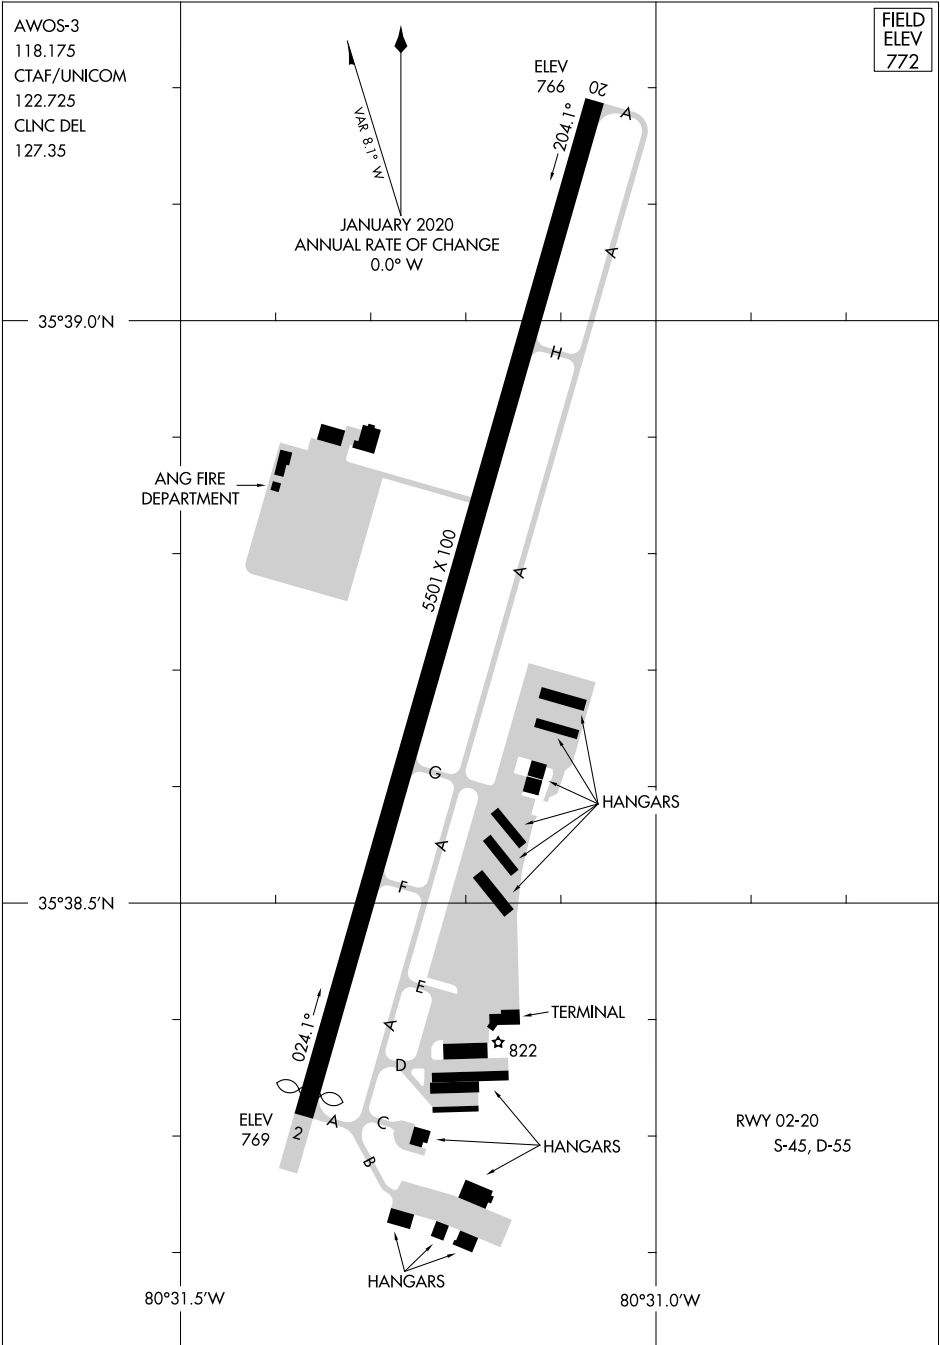 AWOS-3
118.175
CTAF/UNICOM
122.725
CLNC DEL
127.35
FIELD
ELEV
772
VAR 8.1° W
JANUARY 2020
ANNUAL RATE OF CHANGE
0.0° W
ELEV
766
20
A
204.1°
A
35°39.0'N
H
ANG FIRE
DEPARTMENT
5501 X 100
A
G
HANGARS
A
F
35°38.5'N
E
024.1°
A
TERMINAL
822
D
ELEV
769
2
A
C
B
HANGARS
RWY 02-20
S-45, D-55
HANGARS
80°31.5'W
80°31.0'W